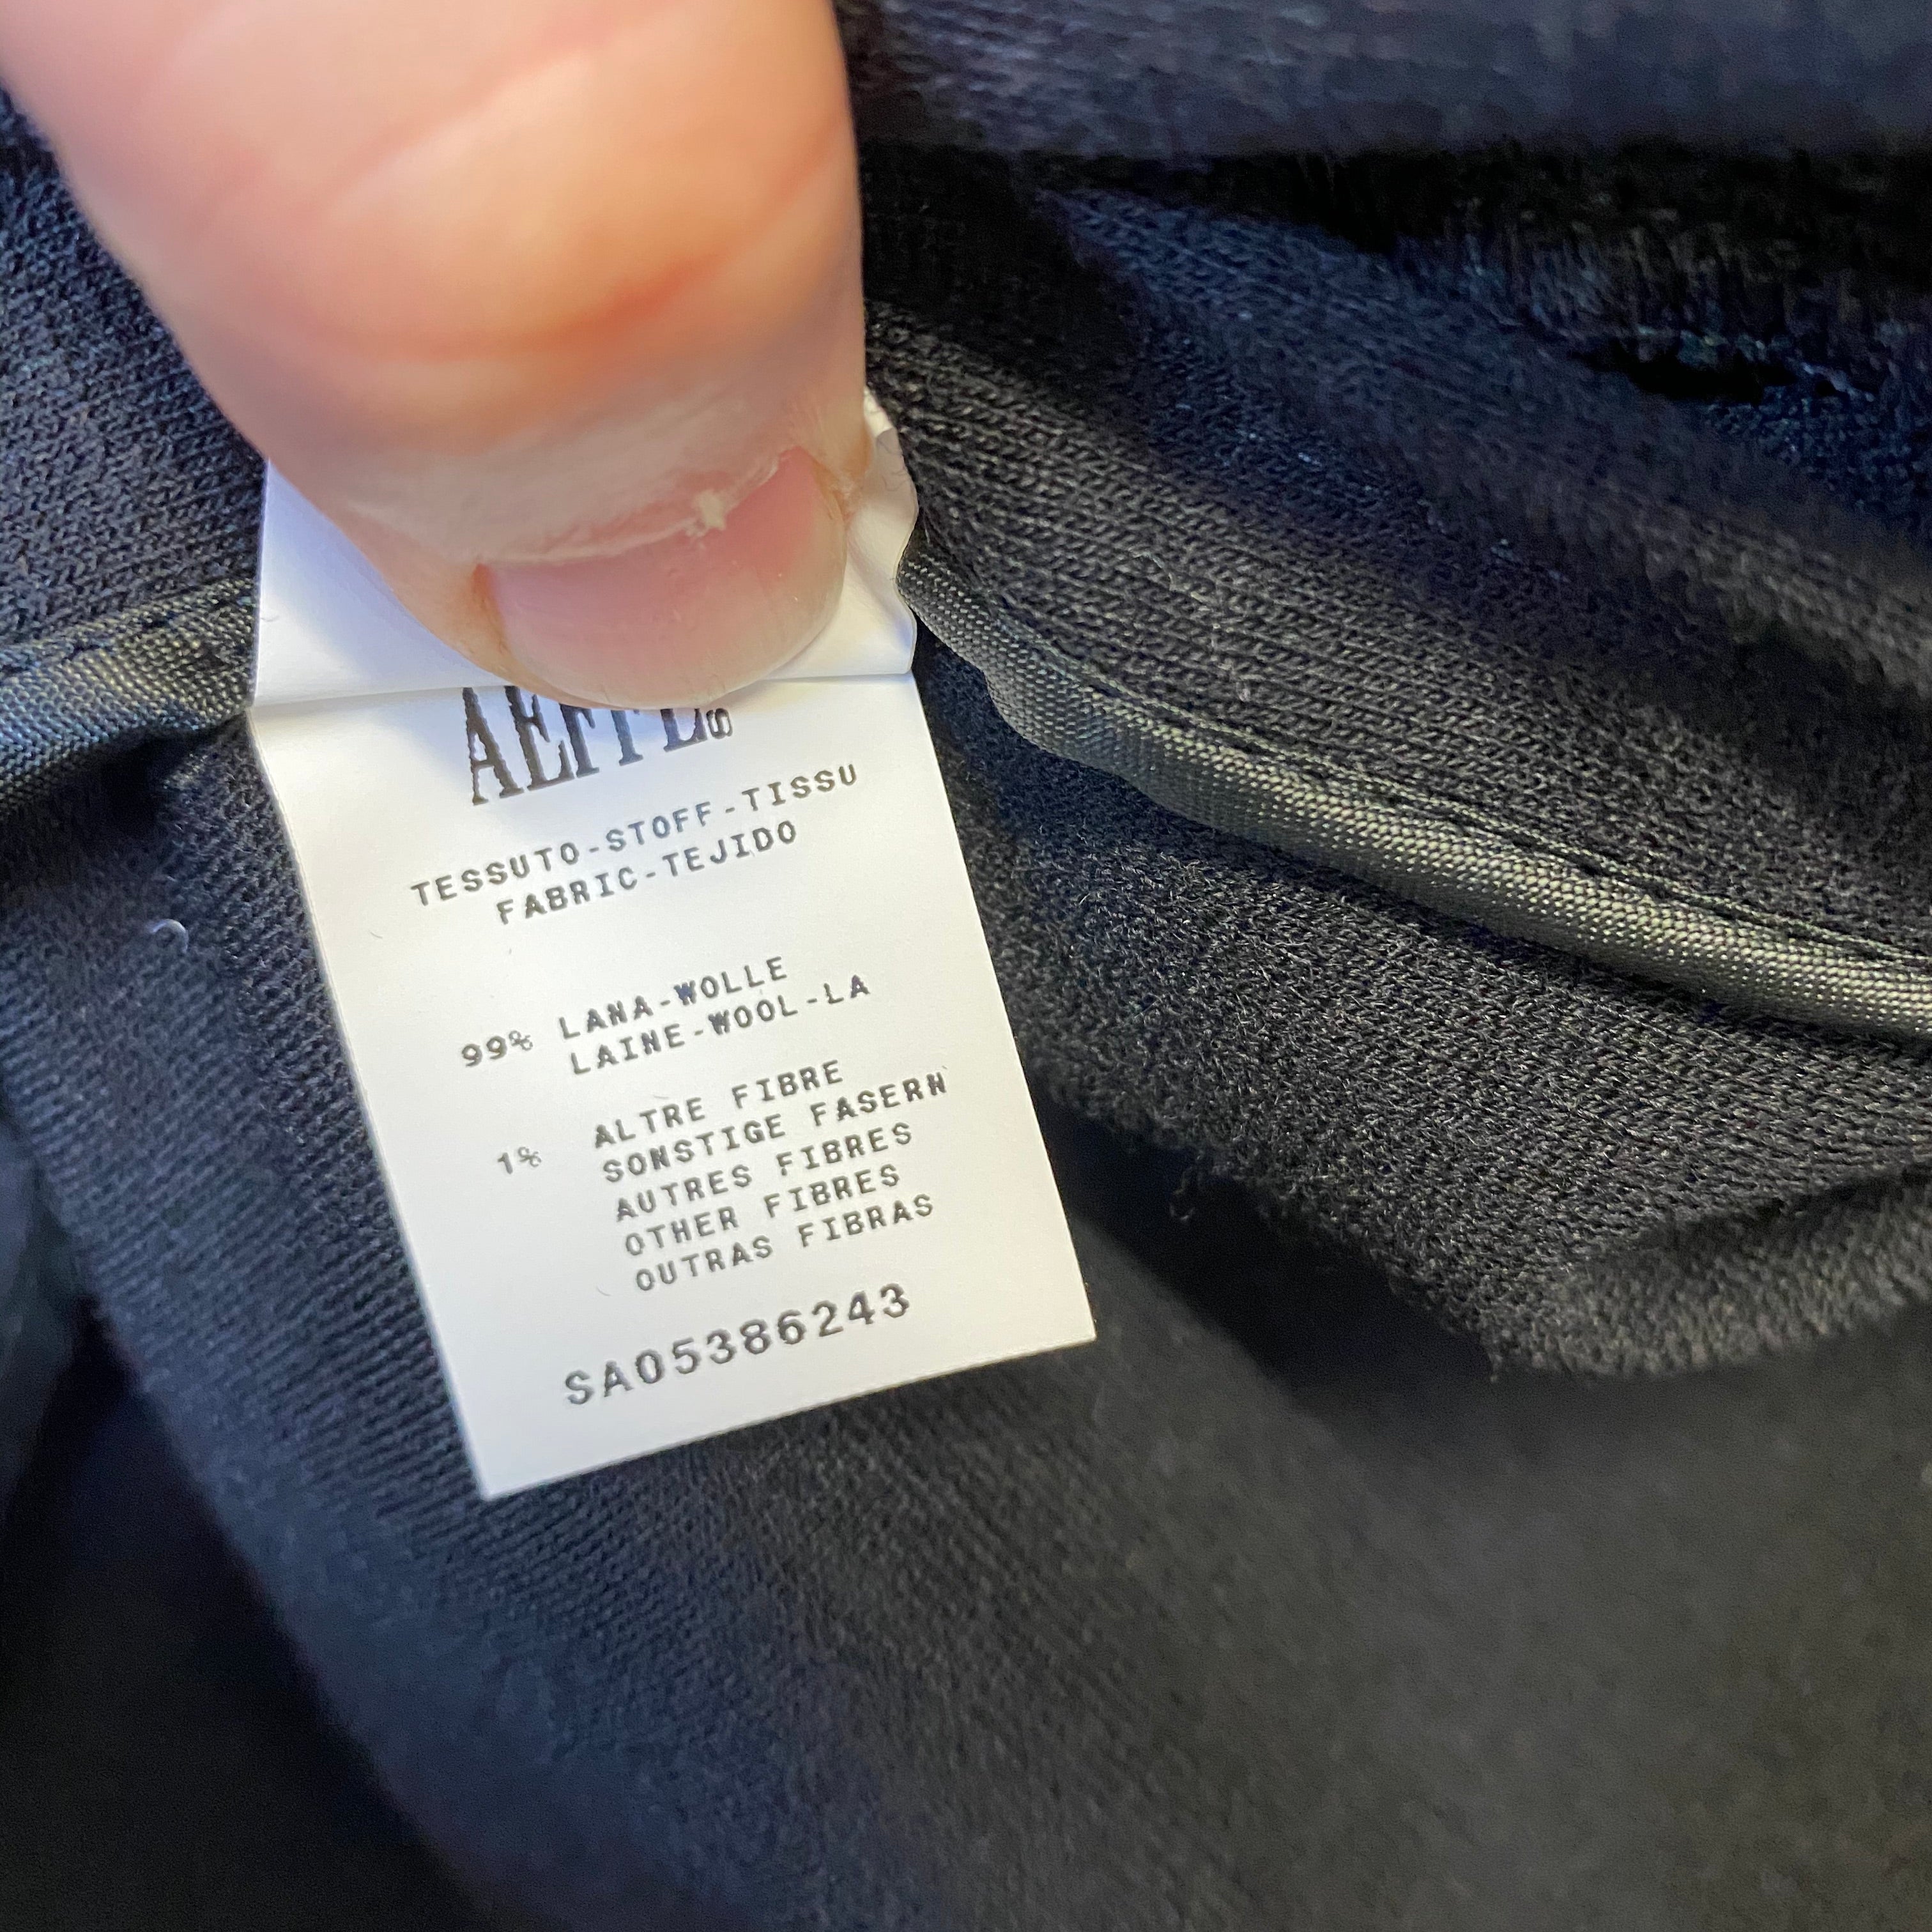 AEFFE
TESSUTO-STOFF-TISSU
FABRIC-TEJIDO
99% LANA-WOLLE
LAINE-WOOL-LA
1% ALTRE FIBRE
SONSTIGE FASERN
AUTRES FIBRES
OTHER FIBRES
OUTRAS FIBRAS
SA05386243